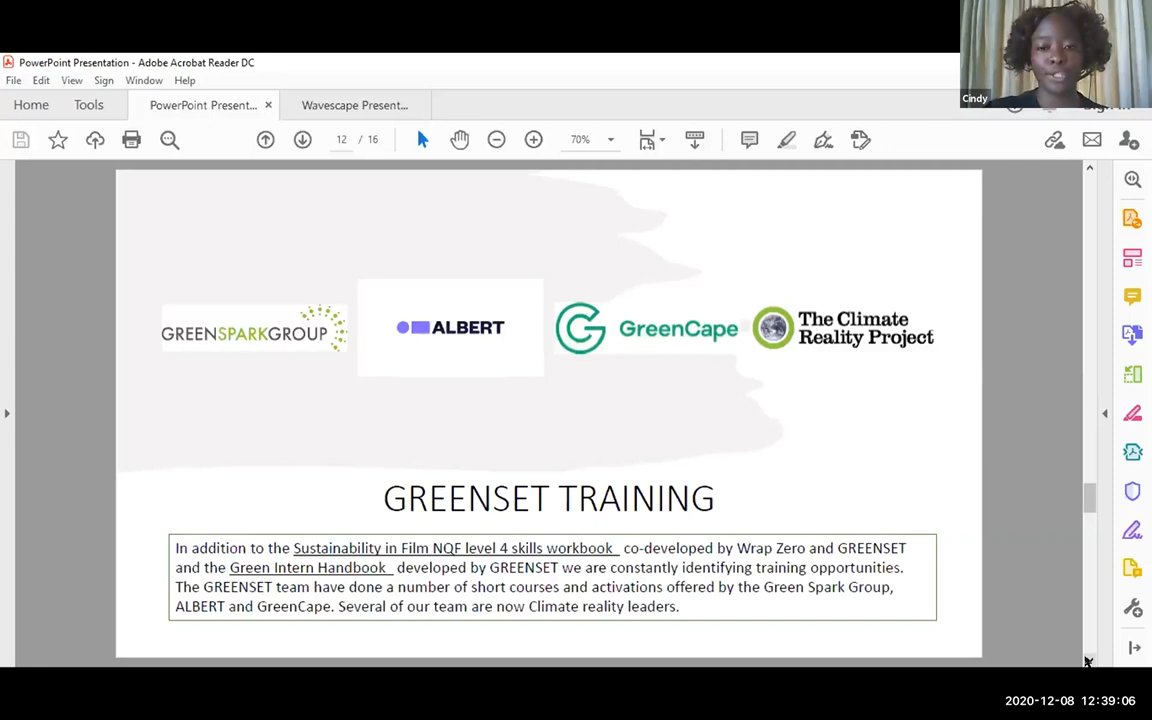 PowerPoint Presentation - Adobe Acrobat Reader DC
File Edit View Sign Window Help
Home Tools PowerPoint Present... × Wavescape Present...
Cindy
12 / 16 70%
GREENSPARKGROUP
ALBERT
GreenCape
The Climate
Reality Project
GREENSET TRAINING
In addition to the Sustainability in Film NQF level 4 skills workbook co-developed by Wrap Zero and GREENSET
and the Green Intern Handbook developed by GREENSET we are constantly identifying training opportunities.
The GREENSET team have done a number of short courses and activations offered by the Green Spark Group,
ALBERT and GreenCape. Several of our team are now Climate reality leaders.
2020-12-08 12:39:06